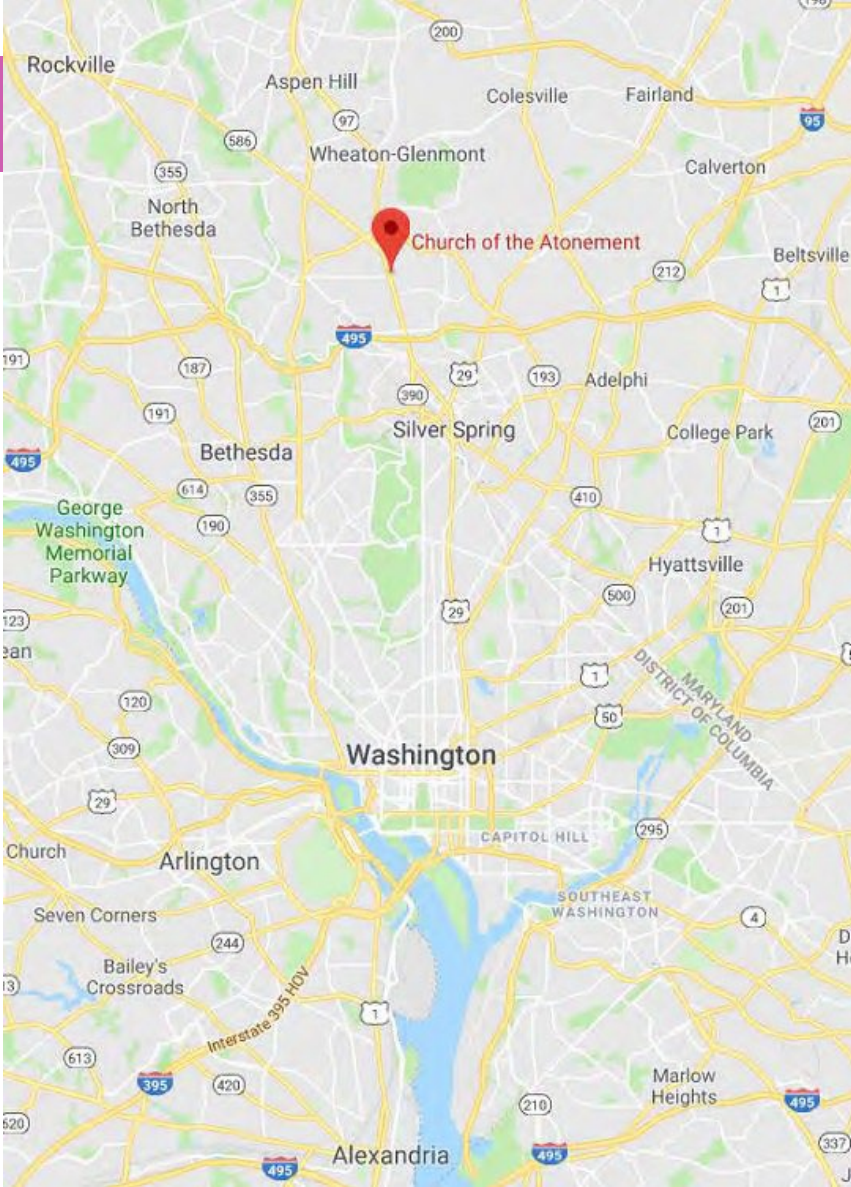 198
200
Rockville
Aspen Hill
Colesville
Fairland
97
95
586
Wheaton-Glenmont
355
Calverton
North
Bethesda
Church of the Atonement
Beltsville
212
1
495
191
187
29
193
Adelphi
390
191
201
Silver Spring
College Park
Bethesda
495
614
355
410
George
Washington
Memorial
Parkway
190
1
Hyattsville
500
29
201
123
ean
MARYLAND
DISTRICT OF COLUMBIA
1
120
50
309
Washington
29
295
CAPITOL HILL
Church
Arlington
SOUTHEAST
WASHINGTON
Seven Corners
4
244
D
H
Bailey's
Crossroads
13
Interstate 395 HOV
1
613
395
420
Marlow
Heights
210
495
620
337
Alexandria
495
495
J